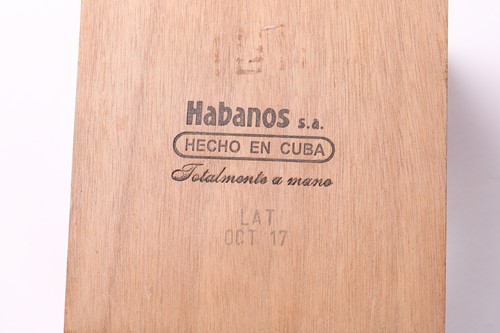 Habanos s.a.
HECHO EN CUBA
Totalmente a mano
LAT
OCT 17